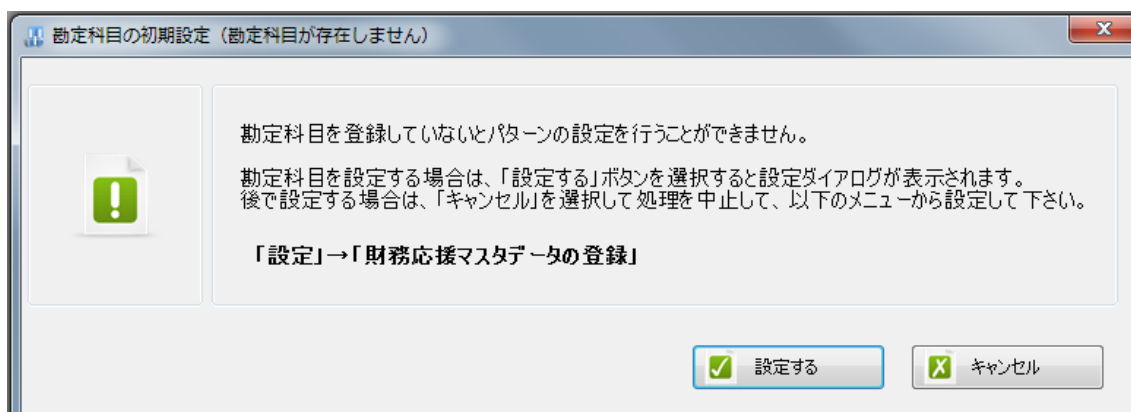 勘定科目の初期設定（勘定科目が存在しません）
勘定科目を登録していないとパターンの設定を行うことができません。
勘定科目を設定する場合は、「設定する」ボタンを選択すると設定ダイアログが表示されます。
後で設定する場合は、「キャンセル」を選択して処理を中止して、以下のメニューから設定して下さい。
「設定」→「財務応援マスタデータの登録」
設定する
キャンセル